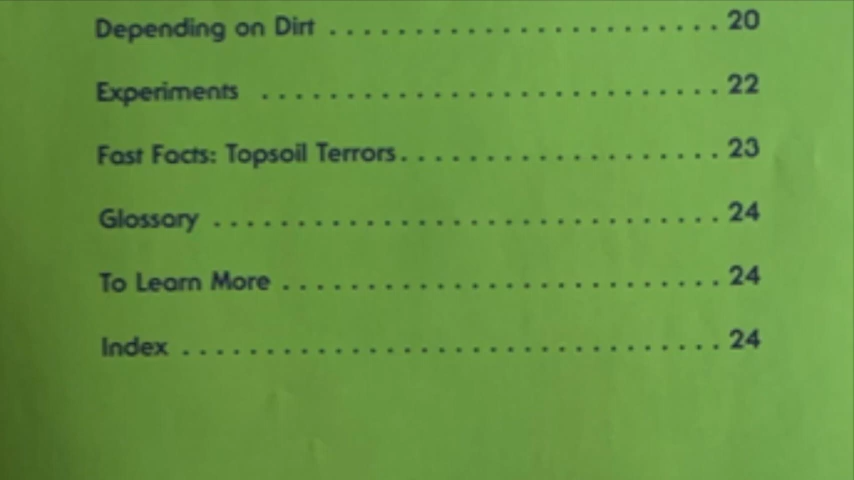 Depending on Dirt . . . . . . . . . . . . . . . . . . . . . . . 20
Experiments . . . . . . . . . . . . . . . . . . . . . . . . . . . 22
Fast Facts: Topsoil Terrors. . . . . . . . . . . . . . . . . . . 23
Glossary . . . . . . . . . . . . . . . . . . . . . . . . . . . . . . 24
To Learn More . . . . . . . . . . . . . . . . . . . . . . . . . . 24
Index . . . . . . . . . . . . . . . . . . . . . . . . . . . . . . . . 24